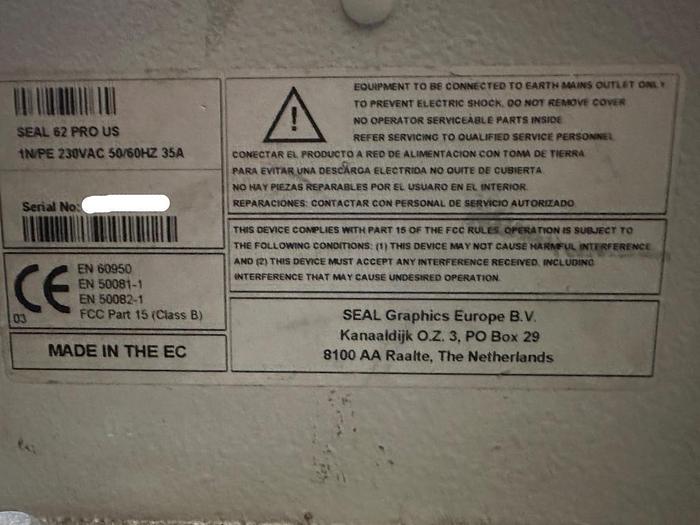 SEAL 62 PRO US
1N/PE 230VAC 50/60HZ 35A
Serial No:
CE
03
EN 60950
EN 50081-1
EN 50082-1
FCC Part 15 (Class B)
MADE IN THE EC
!
EQUIPMENT TO BE CONNECTED TO EARTH MAINS OUTLET ONLY
TO PREVENT ELECTRIC SHOCK, DO NOT REMOVE COVER
NO OPERATOR SERVICEABLE PARTS INSIDE
REFER SERVICING TO QUALIFIED SERVICE PERSONNEL
CONECTAR EL PRODUCTO A RED DE ALIMENTACION CON TOMA DE TIERRA
PARA EVITAR UNA DESCARGA ELECTRIDA NO QUITE DE CUBIERTA
NO HAY PIEZAS REPARABLES POR EL USUARO EN EL INTERIOR.
REPARACIONES: CONTACTAR CON PERSONAL DE SERVICIO AUTORIZADO
THIS DEVICE COMPLIES WITH PART 15 OF THE FCC RULES. OPERATION IS SUBJECT TO
THE FOLLOWING CONDITIONS: (1) THIS DEVICE MAY NOT CAUSE HARMFUL INTERFERENCE
AND (2) THIS DEVICE MUST ACCEPT ANY INTERFERENCE RECEIVED, INCLUDING
INTERFERENCE THAT MAY CAUSE UNDESIRED OPERATION.
SEAL Graphics Europe B.V.
Kanaaldijk O.Z. 3, PO Box 29
8100 AA Raalte, The Netherlands